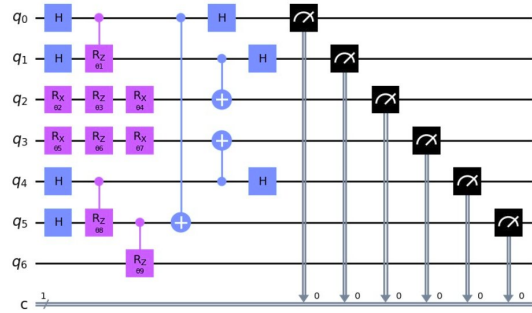 q0 H H
q1 H RZ θ1 H
q2 RX θ2 RZ θ3 RX θ4
q3 RX θ5 RZ θ6 RX θ7
q4 H H
q5 H RZ θ8
q6 RZ θ9
c 1 0 0 0 0 0 0